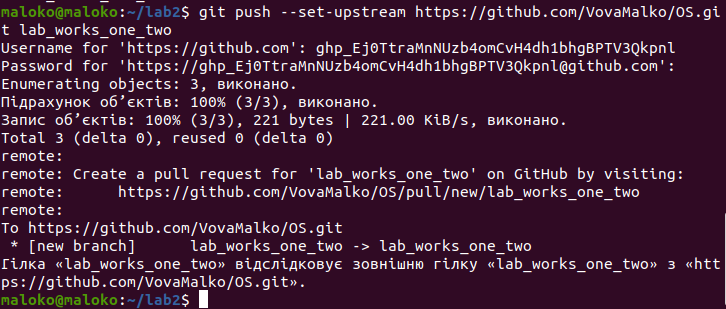 maloko@maloko:~/lab2$ git push --set-upstream https://github.com/VovaMalko/OS.gi
t lab_works_one_two
Username for 'https://github.com': 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
Password for 'https://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@github.com':
Enumerating objects: 3, виконано.
Підрахунок об’єктів: 100% (3/3), виконано.
Запис об’єктів: 100% (3/3), 221 bytes | 221.00 KiB/s, виконано.
Total 3 (delta 0), reused 0 (delta 0)
remote:
remote: Create a pull request for 'lab_works_one_two' on GitHub by visiting:
remote:      https://github.com/VovaMalko/OS/pull/new/lab_works_one_two
remote:
To https://github.com/VovaMalko/OS.git
 * [new branch]      lab_works_one_two -> lab_works_one_two
Гілка «lab_works_one_two» відслідковує зовнішню гілку «lab_works_one_two» з «htt
ps://github.com/VovaMalko/OS.git».
maloko@maloko:~/lab2$